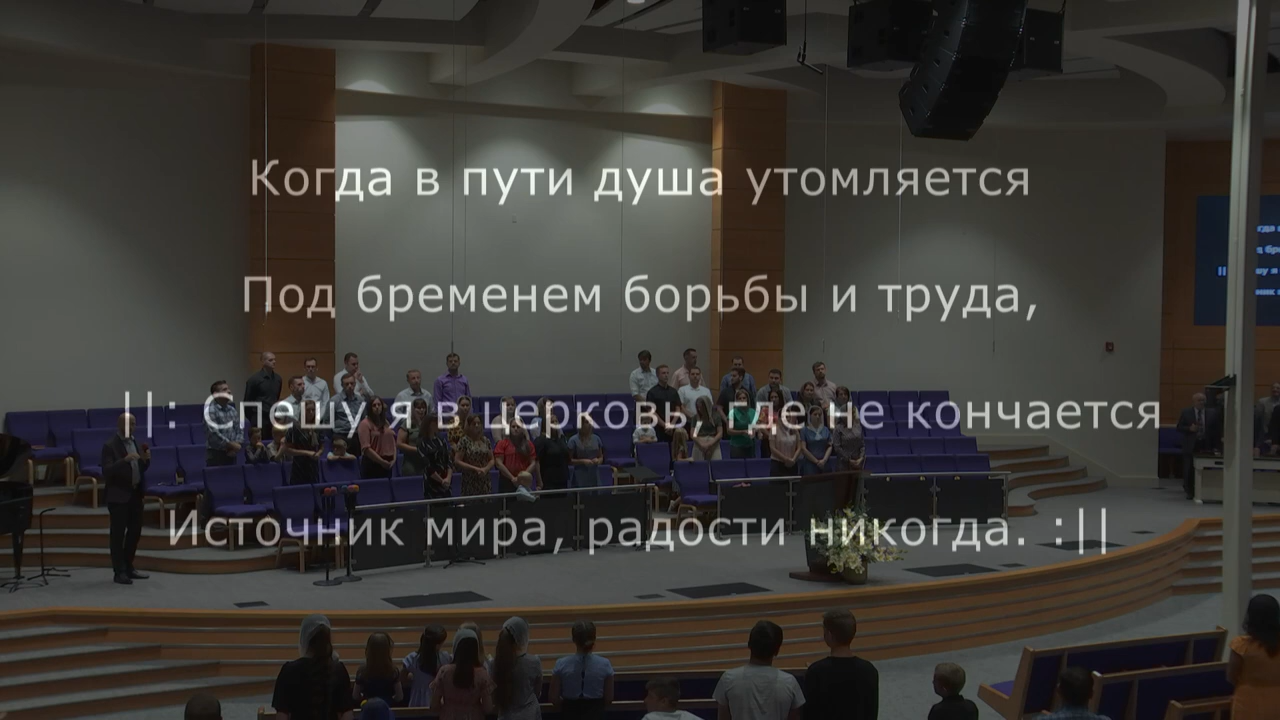 Когда в пути душа утомляется
Под бременем борьбы и труда,
||: Спешу я в церковь, где не кончается
Источник мира, радости никогда. :||